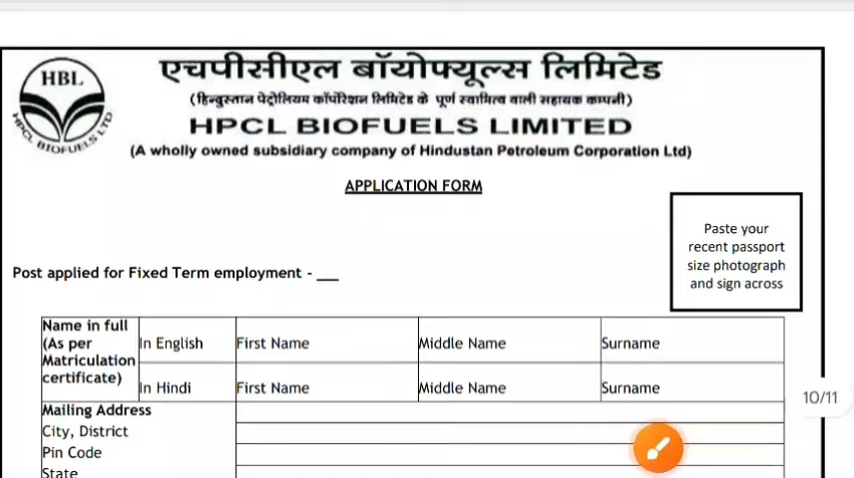 HBL
HPCL BIOFUELS LTD
एचपीसीएल बॉयोफ्यूल्स लिमिटेड
(हिन्दुस्तान पेट्रोलियम कॉर्पोरेशन लिमिटेड के पूर्ण स्वामित्व वाली सहायक कम्पनी)
HPCL BIOFUELS LIMITED
(A wholly owned subsidiary company of Hindustan Petroleum Corporation Ltd)
APPLICATION FORM
Paste your
recent passport
size photograph
and sign across
Post applied for Fixed Term employment - __
Name in full
(As per
Matriculation
certificate)
In English First Name Middle Name Surname
In Hindi First Name Middle Name Surname
Mailing Address
City, District
Pin Code
State
10/11